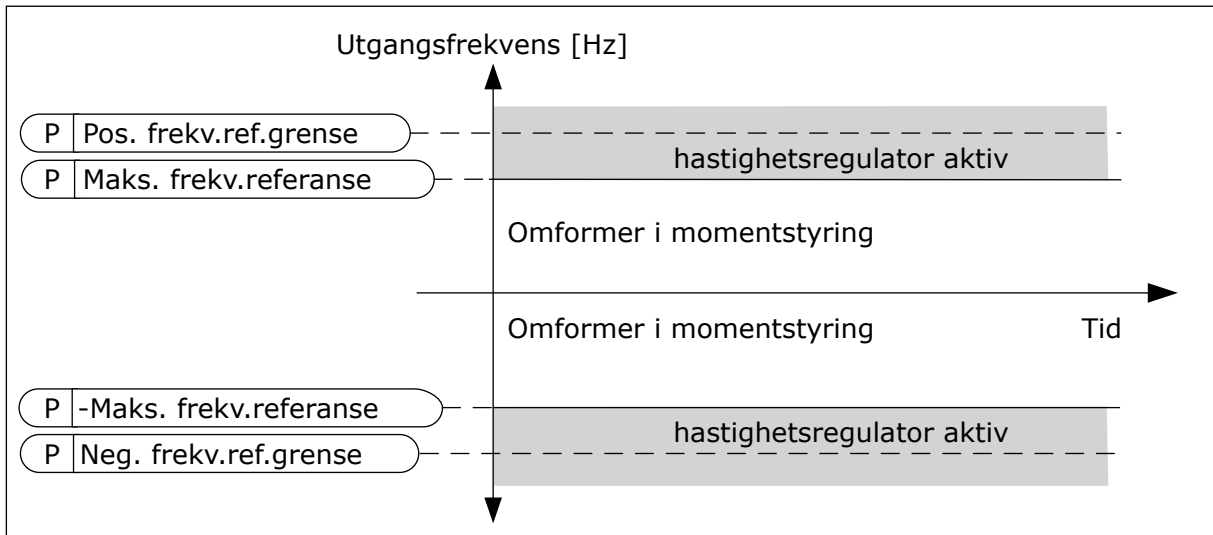 Utgangsfrekvens [Hz]
P Pos. frekv.ref.grense
hastighetsregulator aktiv
P Maks. frekv.referanse
Omformer i momentstyring
Omformer i momentstyring
Tid
P -Maks. frekv.referanse
hastighetsregulator aktiv
P Neg. frekv.ref.grense